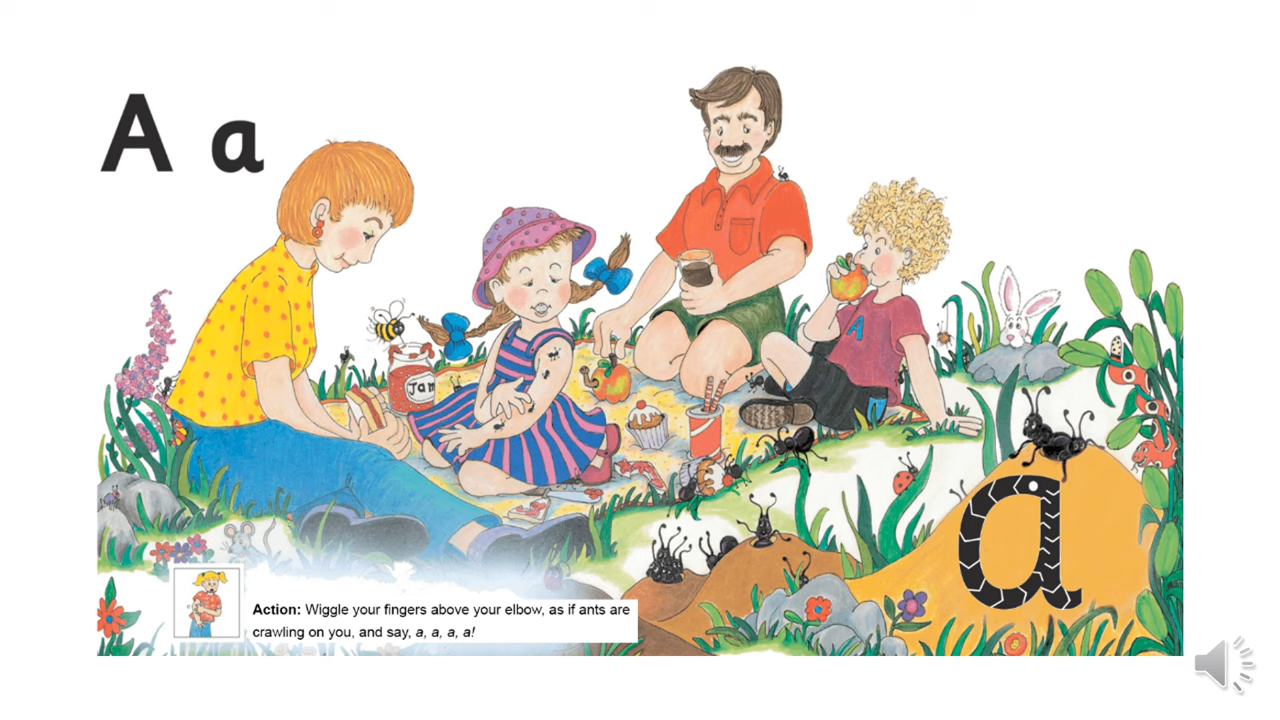 A a
Jam
A
a
Action: Wiggle your fingers above your elbow, as if ants are
crawling on you, and say, a, a, a, a!